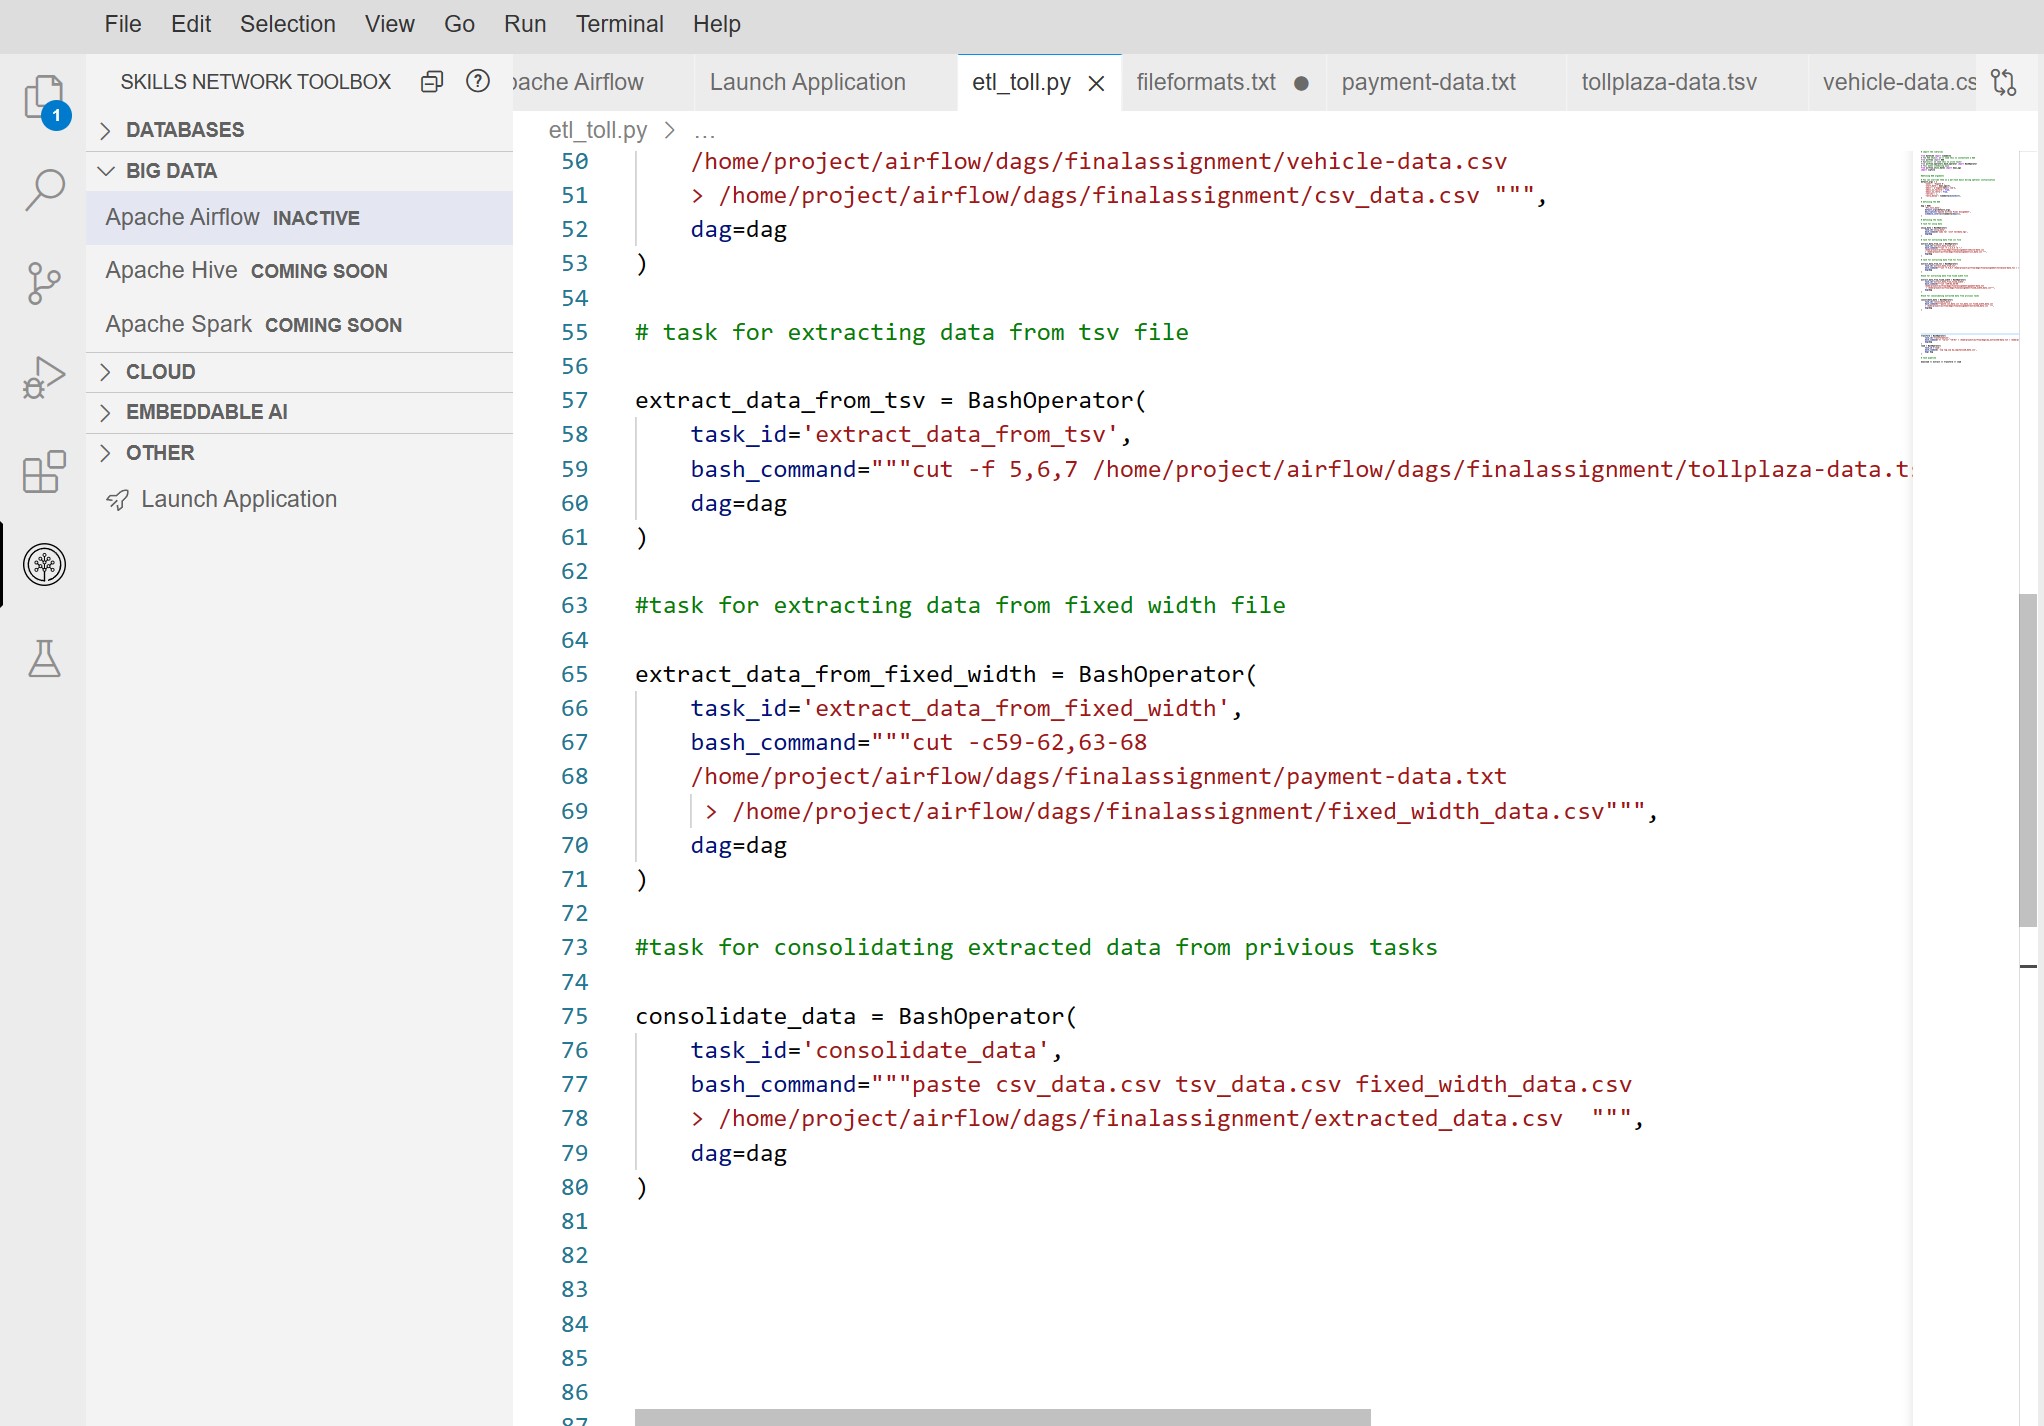 File Edit Selection View Go Run Terminal Help
SKILLS NETWORK TOOLBOX
1
DATABASES
BIG DATA
Apache Airflow INACTIVE
Apache Hive COMING SOON
Apache Spark COMING SOON
CLOUD
EMBEDDABLE AI
OTHER
Launch Application
pache Airflow Launch Application etl_toll.py fileformats.txt payment-data.txt tollplaza-data.tsv vehicle-data.cs
etl_toll.py > ...
50 /home/project/airflow/dags/finalassignment/vehicle-data.csv
51 > /home/project/airflow/dags/finalassignment/csv_data.csv """,
52 dag=dag
53 )
54
55 # task for extracting data from tsv file
56
57 extract_data_from_tsv = BashOperator(
58 task_id='extract_data_from_tsv',
59 bash_command="""cut -f 5,6,7 /home/project/airflow/dags/finalassignment/tollplaza-data.t
60 dag=dag
61 )
62
63 #task for extracting data from fixed width file
64
65 extract_data_from_fixed_width = BashOperator(
66 task_id='extract_data_from_fixed_width',
67 bash_command="""cut -c59-62,63-68
68 /home/project/airflow/dags/finalassignment/payment-data.txt
69 > /home/project/airflow/dags/finalassignment/fixed_width_data.csv""",
70 dag=dag
71 )
72
73 #task for consolidating extracted data from privious tasks
74
75 consolidate_data = BashOperator(
76 task_id='consolidate_data',
77 bash_command="""paste csv_data.csv tsv_data.csv fixed_width_data.csv
78 > /home/project/airflow/dags/finalassignment/extracted_data.csv  """,
79 dag=dag
80 )
81
82
83
84
85
86
87